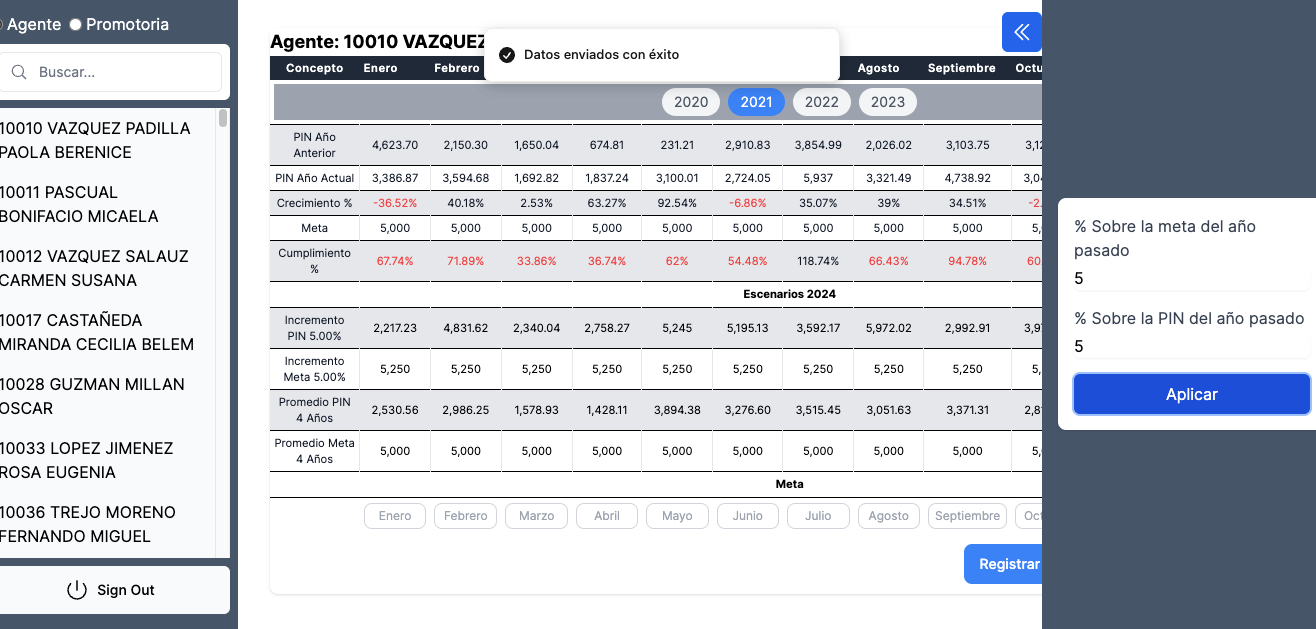 Agente Promotoria
Buscar...
10010 VAZQUEZ PADILLA
PAOLA BERENICE
10011 PASCUAL
BONIFACIO MICAELA
10012 VAZQUEZ SALAUZ
CARMEN SUSANA
10017 CASTAÑEDA
MIRANDA CECILIA BELEM
10028 GUZMAN MILLAN
OSCAR
10033 LOPEZ JIMENEZ
ROSA EUGENIA
10036 TREJO MORENO
FERNANDO MIGUEL
Sign Out
Agente: 10010 VAZQUEZ
Datos enviados con éxito
Concepto Enero Febrero Agosto Septiembre Octu
2020 2021 2022 2023
PIN Año
Anterior 4,623.70 2,150.30 1,650.04 674.81 231.21 2,910.83 3,854.99 2,026.02 3,103.75 3,12
PIN Año Actual 3,386.87 3,594.68 1,692.82 1,837.24 3,100.01 2,724.05 5,937 3,321.49 4,738.92 3,04
Crecimiento % -36.52% 40.18% 2.53% 63.27% 92.54% -6.86% 35.07% 39% 34.51% -2.
Meta 5,000 5,000 5,000 5,000 5,000 5,000 5,000 5,000 5,000 5,
Cumplimiento
% 67.74% 71.89% 33.86% 36.74% 62% 54.48% 118.74% 66.43% 94.78% 60
Escenarios 2024
Incremento
PIN 5.00% 2,217.23 4,831.62 2,340.04 2,758.27 5,245 5,195.13 3,592.17 5,972.02 2,992.91 3,97
Incremento
Meta 5.00% 5,250 5,250 5,250 5,250 5,250 5,250 5,250 5,250 5,250 5,
Promedio PIN
4 Años 2,530.56 2,986.25 1,578.93 1,428.11 3,894.38 3,276.60 3,515.45 3,051.63 3,371.31 2,81
Promedio Meta
4 Años 5,000 5,000 5,000 5,000 5,000 5,000 5,000 5,000 5,000 5,
Meta
Enero Febrero Marzo Abril Mayo Junio Julio Agosto Septiembre Oct
Registrar
% Sobre la meta del año
pasado
5
% Sobre la PIN del año pasado
5
Aplicar